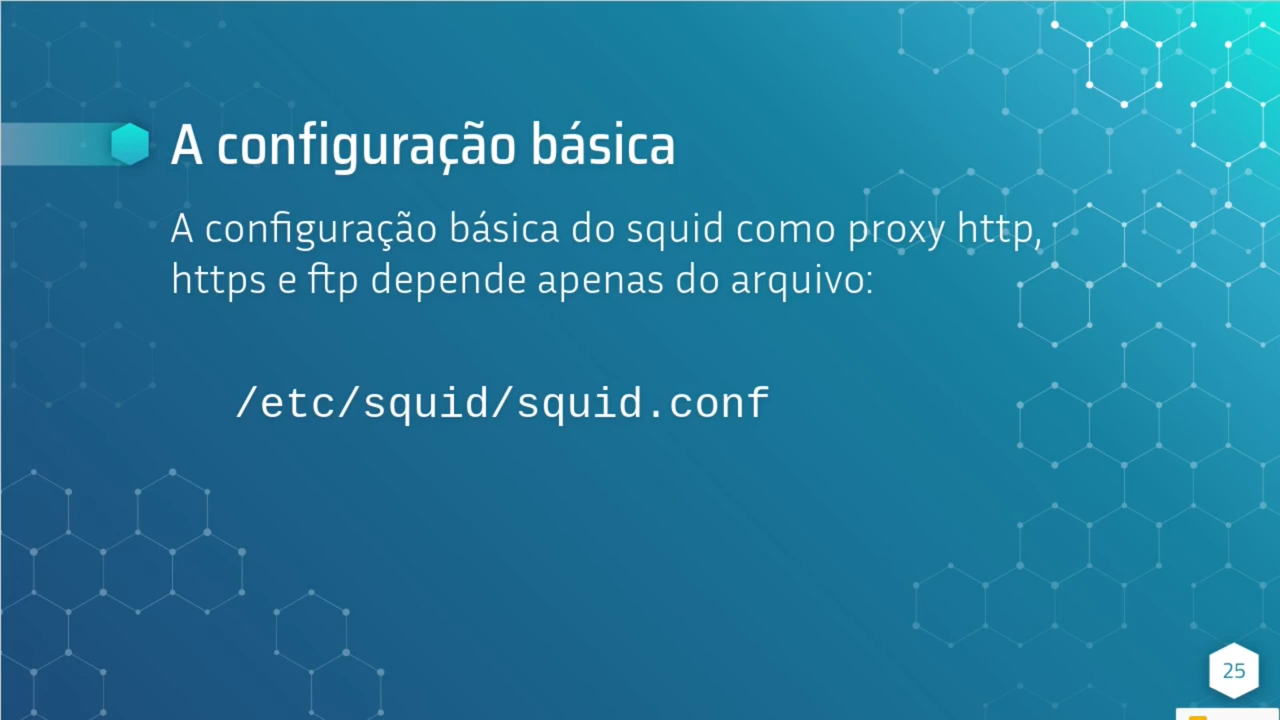 A configuração básica
A configuração básica do squid como proxy http,
https e ftp depende apenas do arquivo:
/etc/squid/squid.conf
25